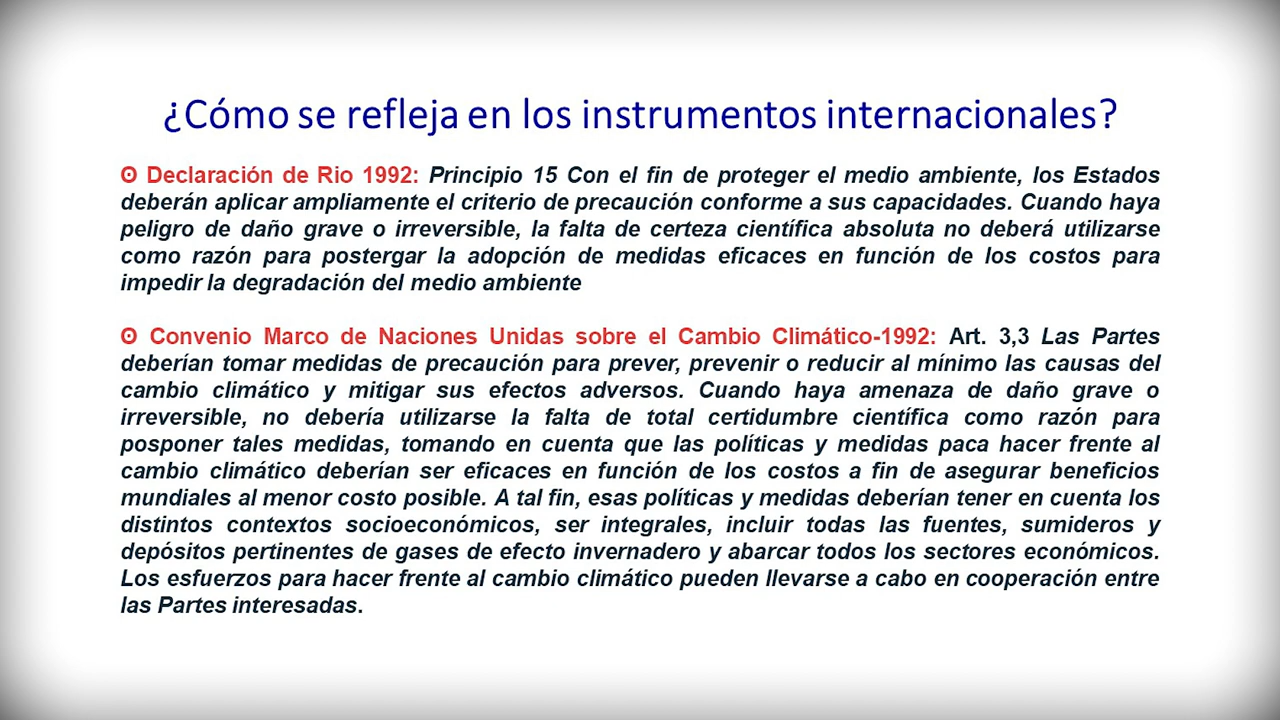 ¿Cómo se refleja en los instrumentos internacionales?
ʘ Declaración de Rio 1992: Principio 15 Con el fin de proteger el medio ambiente, los Estados
deberán aplicar ampliamente el criterio de precaución conforme a sus capacidades. Cuando haya
peligro de daño grave o irreversible, la falta de certeza científica absoluta no deberá utilizarse
como razón para postergar la adopción de medidas eficaces en función de los costos para
impedir la degradación del medio ambiente
ʘ Convenio Marco de Naciones Unidas sobre el Cambio Climático-1992: Art. 3,3 Las Partes
deberían tomar medidas de precaución para prever, prevenir o reducir al mínimo las causas del
cambio climático y mitigar sus efectos adversos. Cuando haya amenaza de daño grave o
irreversible, no debería utilizarse la falta de total certidumbre científica como razón para
posponer tales medidas, tomando en cuenta que las políticas y medidas paca hacer frente al
cambio climático deberían ser eficaces en función de los costos a fin de asegurar beneficios
mundiales al menor costo posible. A tal fin, esas políticas y medidas deberían tener en cuenta los
distintos contextos socioeconómicos, ser integrales, incluir todas las fuentes, sumideros y
depósitos pertinentes de gases de efecto invernadero y abarcar todos los sectores económicos.
Los esfuerzos para hacer frente al cambio climático pueden llevarse a cabo en cooperación entre
las Partes interesadas.